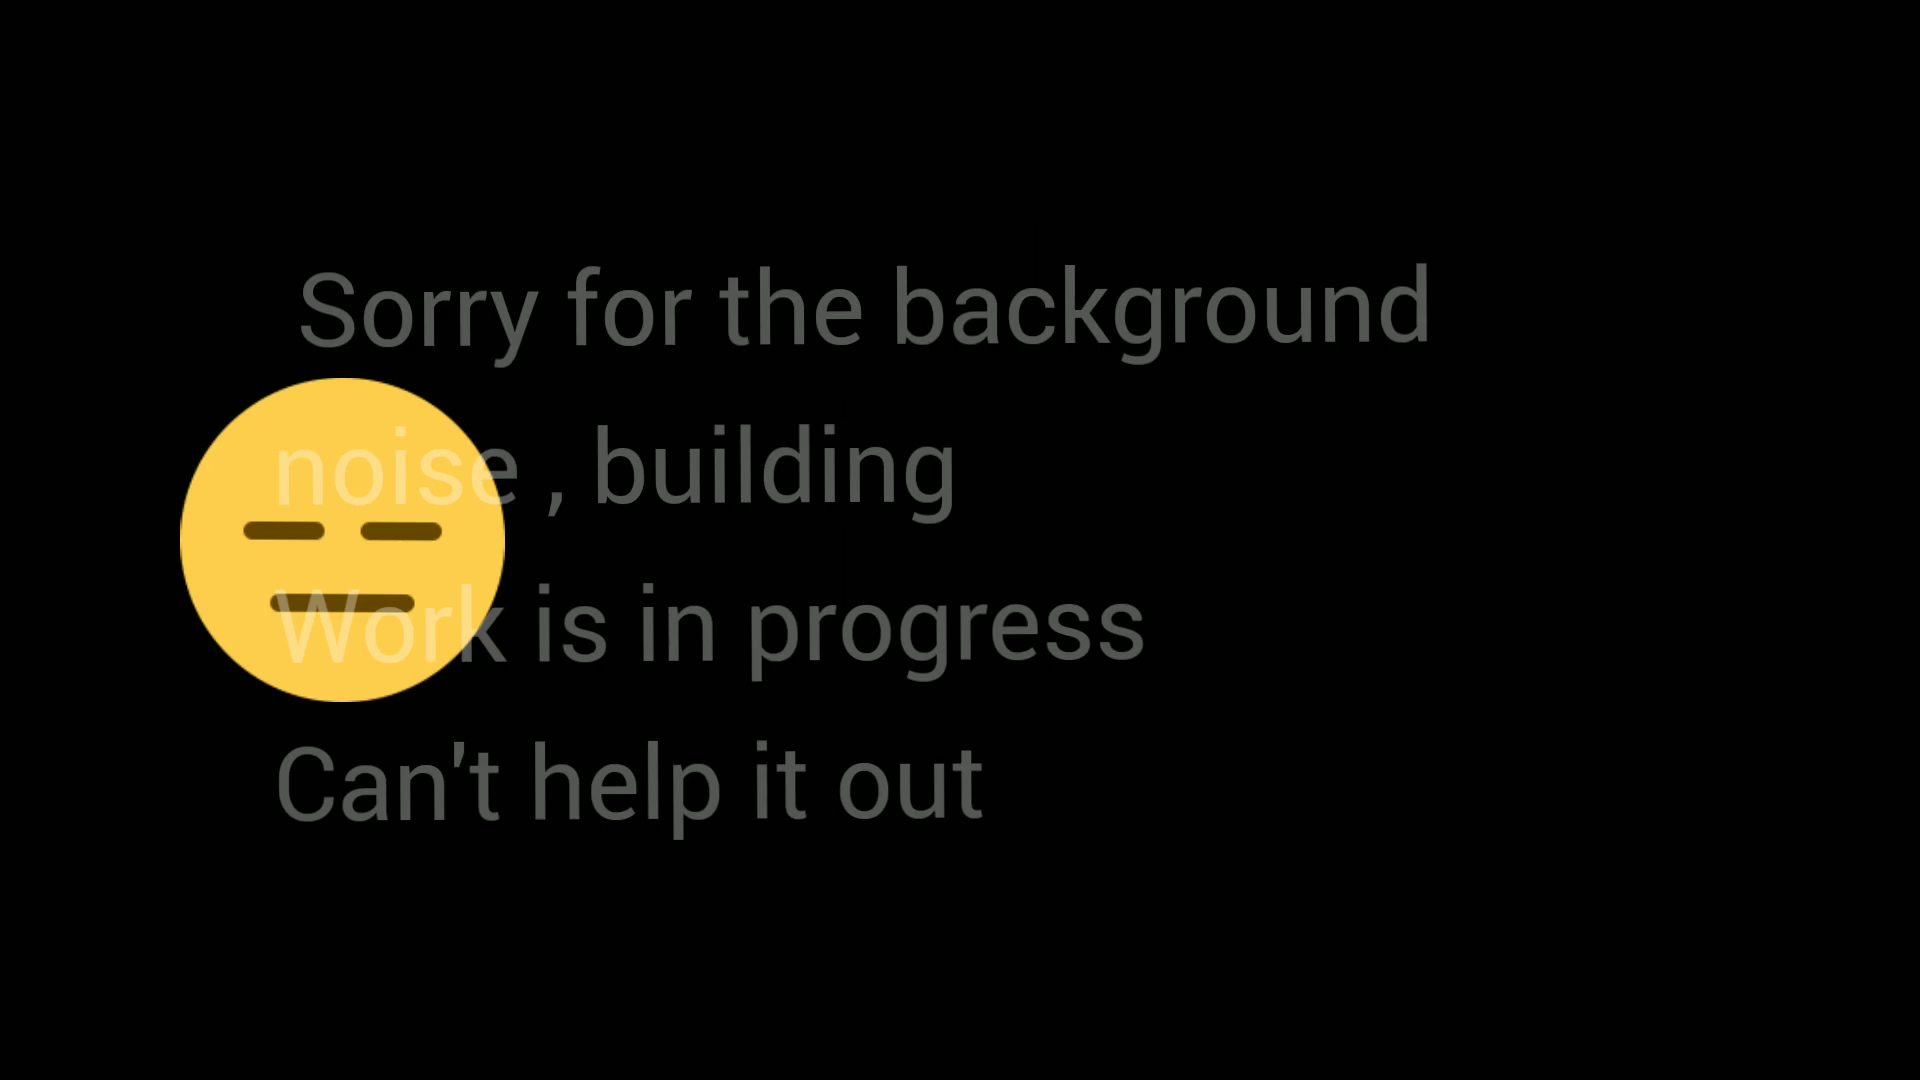 Sorry for the background
noise , building
Work is in progress
Can't help it out